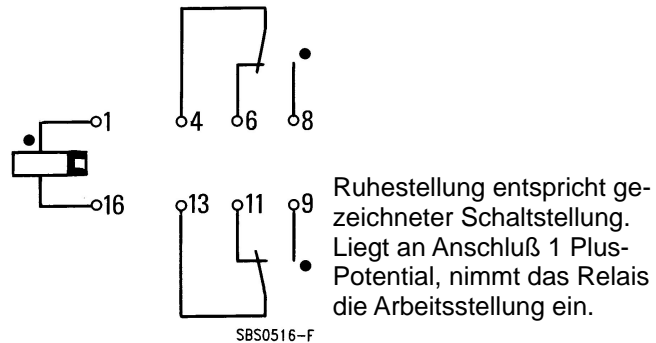 1
4
6
8
16
13
11
9
Ruhestellung entspricht ge-
zeichneter Schaltstellung.
Liegt an Anschluß 1 Plus-
Potential, nimmt das Relais
die Arbeitsstellung ein.
SBS0516-F